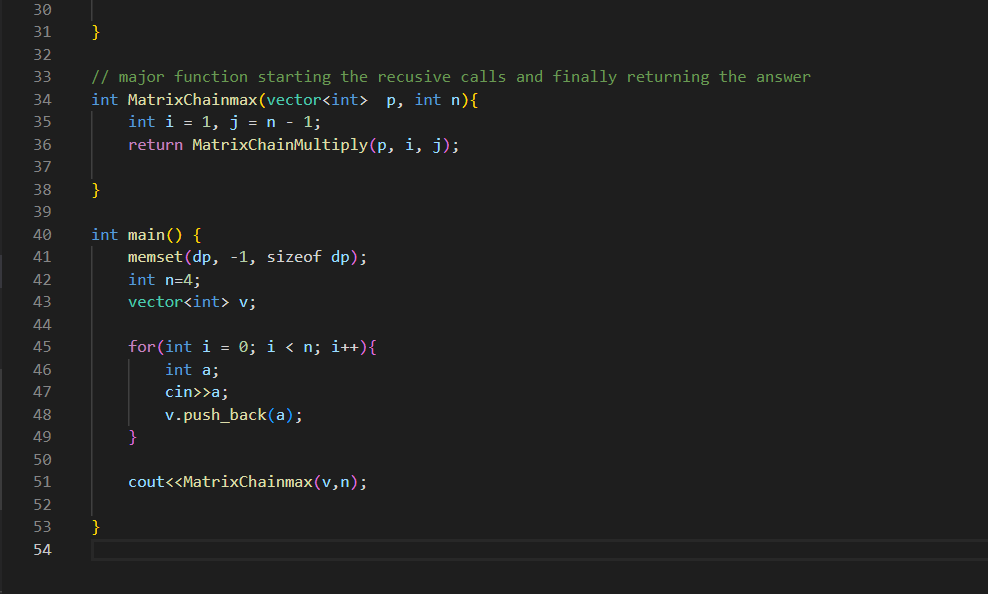 30
31 }
32
33 // major function starting the recusive calls and finally returning the answer
34 int MatrixChainmax(vector<int>  p, int n){
35     int i = 1, j = n - 1;
36     return MatrixChainMultiply(p, i, j);
37
38 }
39
40 int main() {
41     memset(dp, -1, sizeof dp);
42     int n=4;
43     vector<int> v;
44
45     for(int i = 0; i < n; i++){
46         int a;
47         cin>>a;
48         v.push_back(a);
49     }
50
51     cout<<MatrixChainmax(v,n);
52
53 }
54